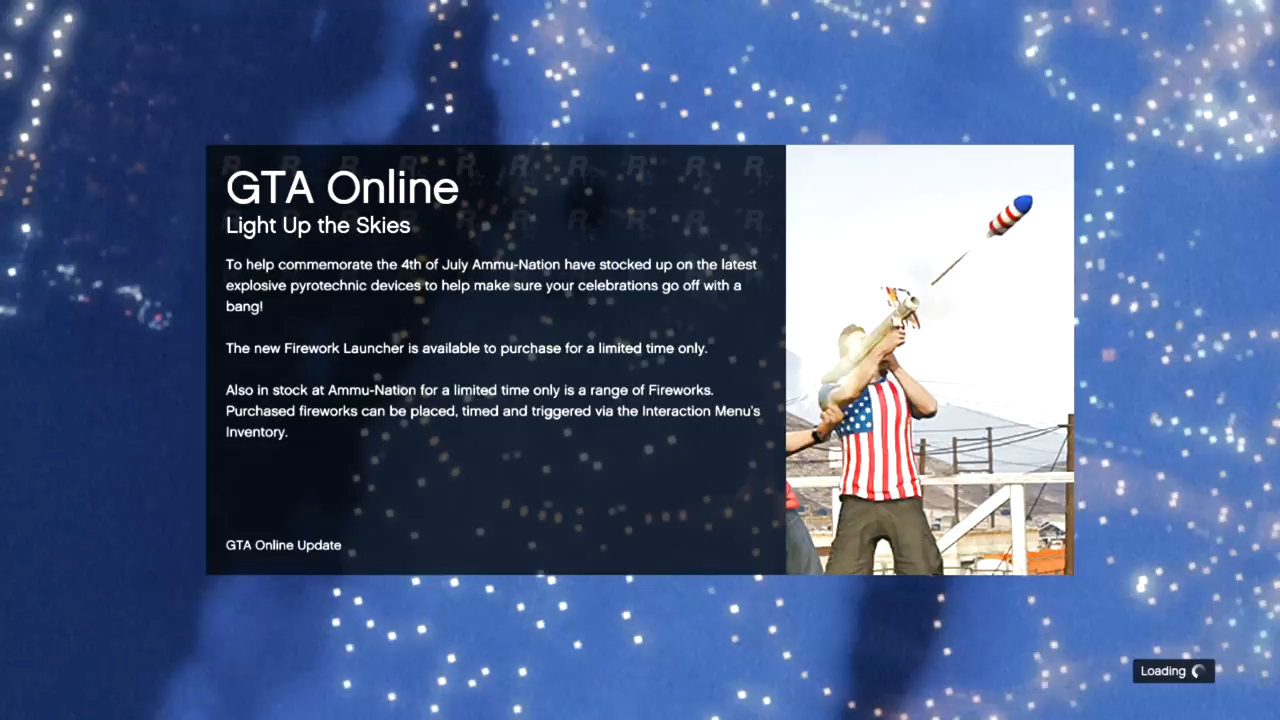 GTA Online
Light Up the Skies
To help commemorate the 4th of July Ammu-Nation have stocked up on the latest
explosive pyrotechnic devices to help make sure your celebrations go off with a
bang!
The new Firework Launcher is available to purchase for a limited time only.
Also in stock at Ammu-Nation for a limited time only is a range of Fireworks.
Purchased fireworks can be placed, timed and triggered via the Interaction Menu's
Inventory.
GTA Online Update
Loading